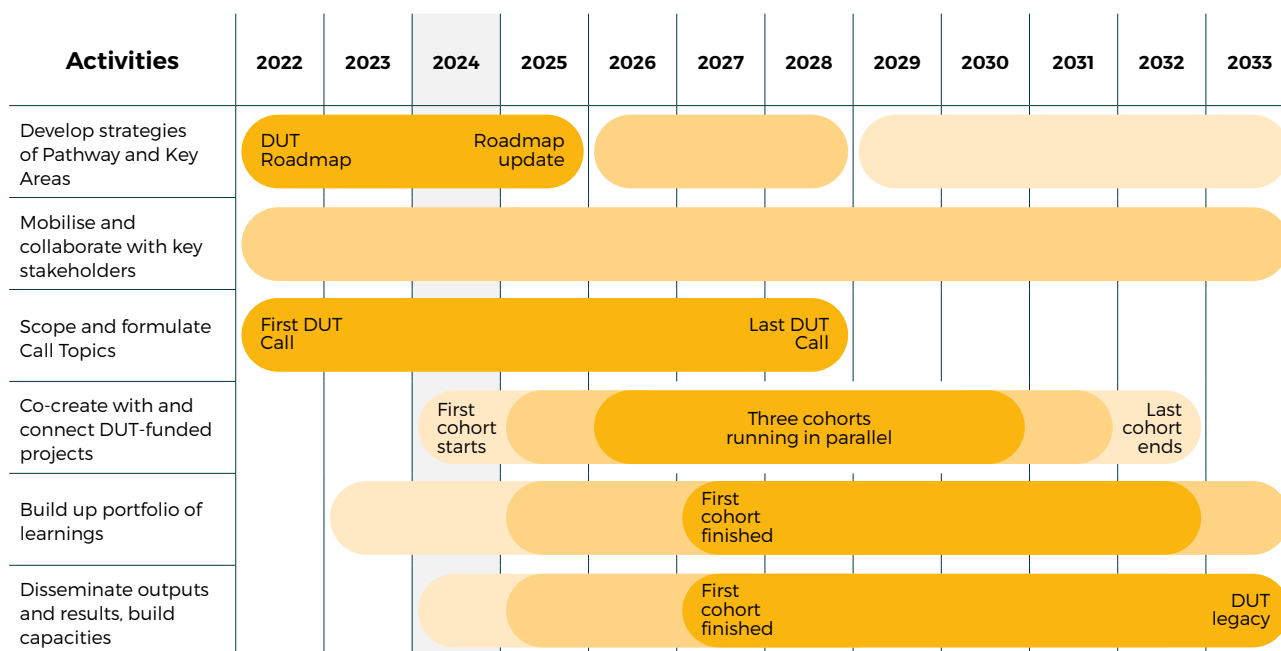 Activities 2022 2023 2024 2025 2026 2027 2028 2029 2030 2031 2032 2033
Develop strategies
of Pathway and Key
Areas
DUT
Roadmap
Roadmap
update
Mobilise and
collaborate with key
stakeholders
Scope and formulate
Call Topics
First DUT
Call
Last DUT
Call
Co-create with and
connect DUT-funded
projects
First
cohort
starts
Three cohorts
running in parallel
Last
cohort
ends
Build up portfolio of
learnings
First
cohort
finished
Disseminate outputs
and results, build
capacities
First
cohort
finished
DUT
legacy